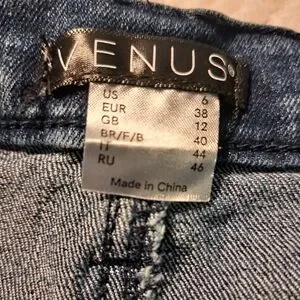 VENUS®
US 6
EUR 38
GB 12
BR/F/B 40
IT 44
RU 46
Made in China